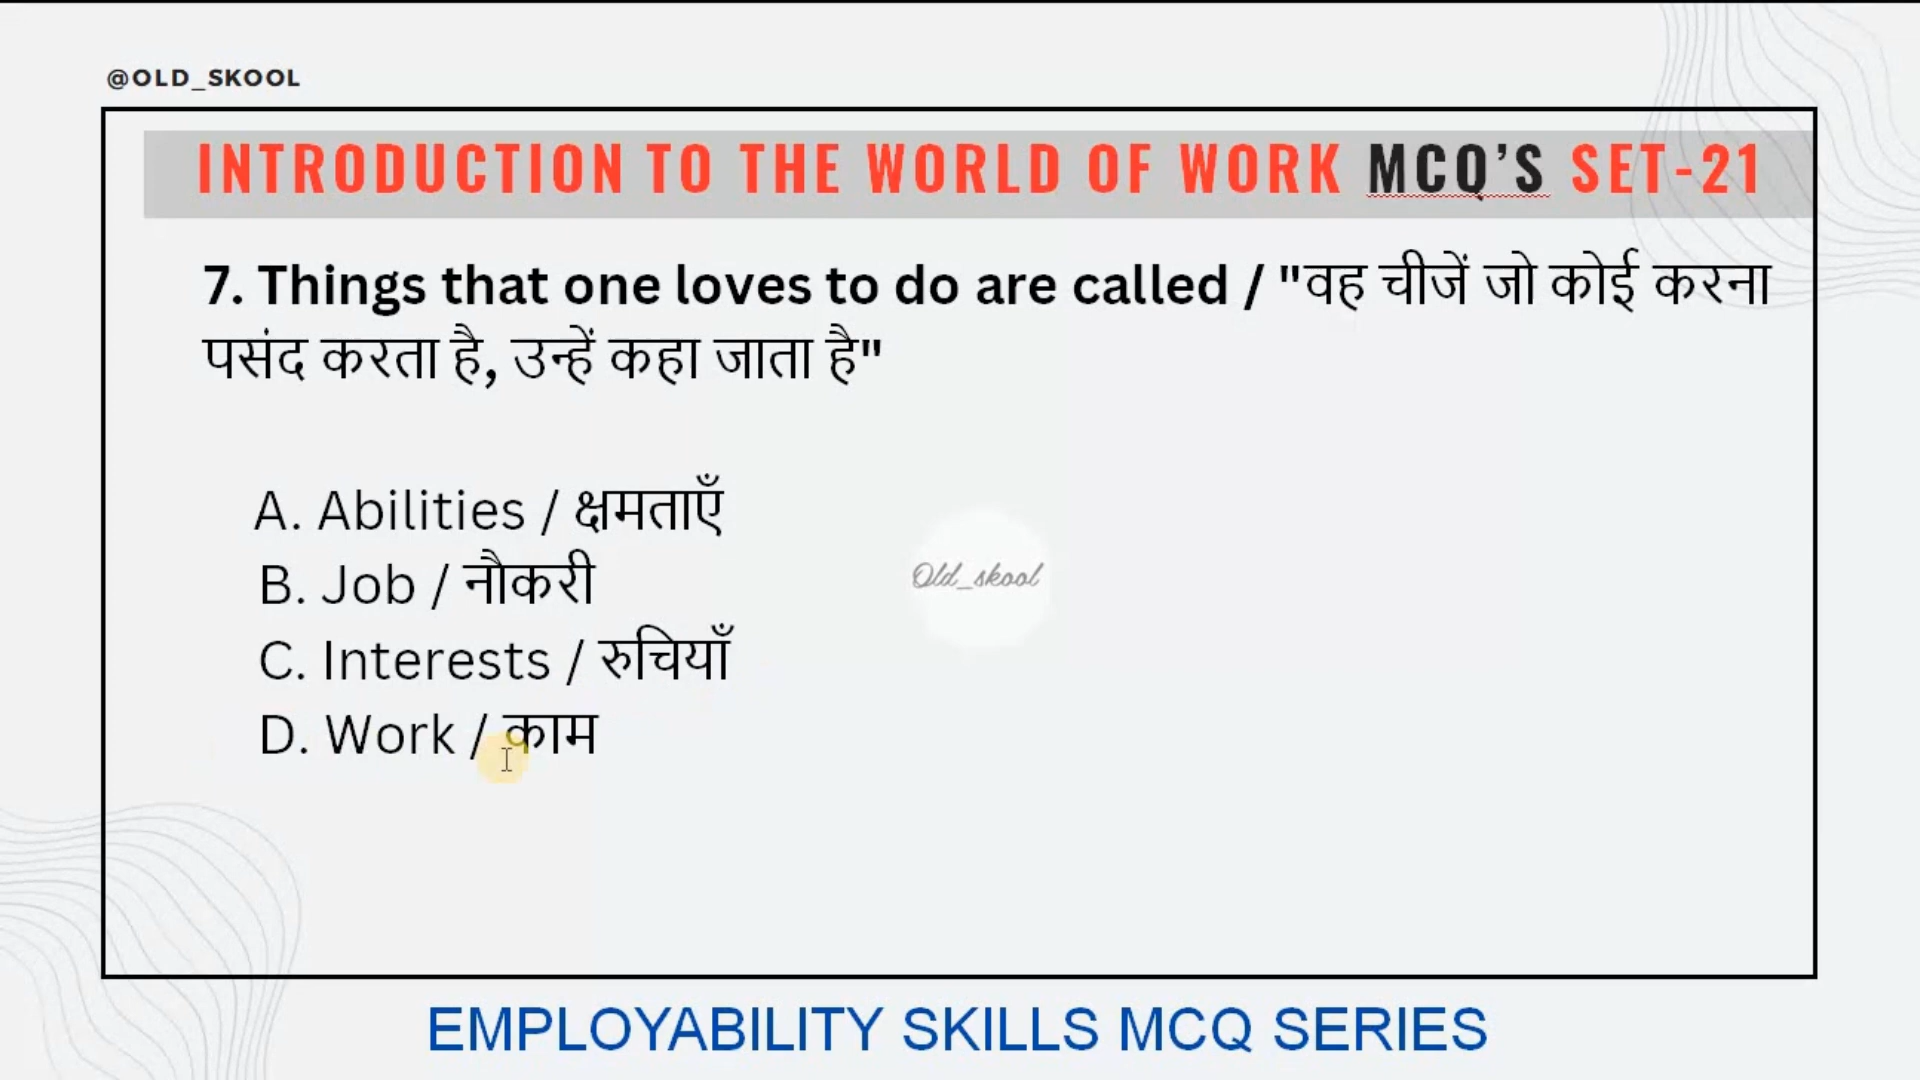 @OLD_SKOOL
INTRODUCTION TO THE WORLD OF WORK MCQ’S SET-21
7. Things that one loves to do are called / "वह चीजें जो कोई करना
पसंद करता है, उन्हें कहा जाता है"
A. Abilities / क्षमताएँ
B. Job / नौकरी
Old_skool
C. Interests / रुचियाँ
D. Work / काम
EMPLOYABILITY SKILLS MCQ SERIES